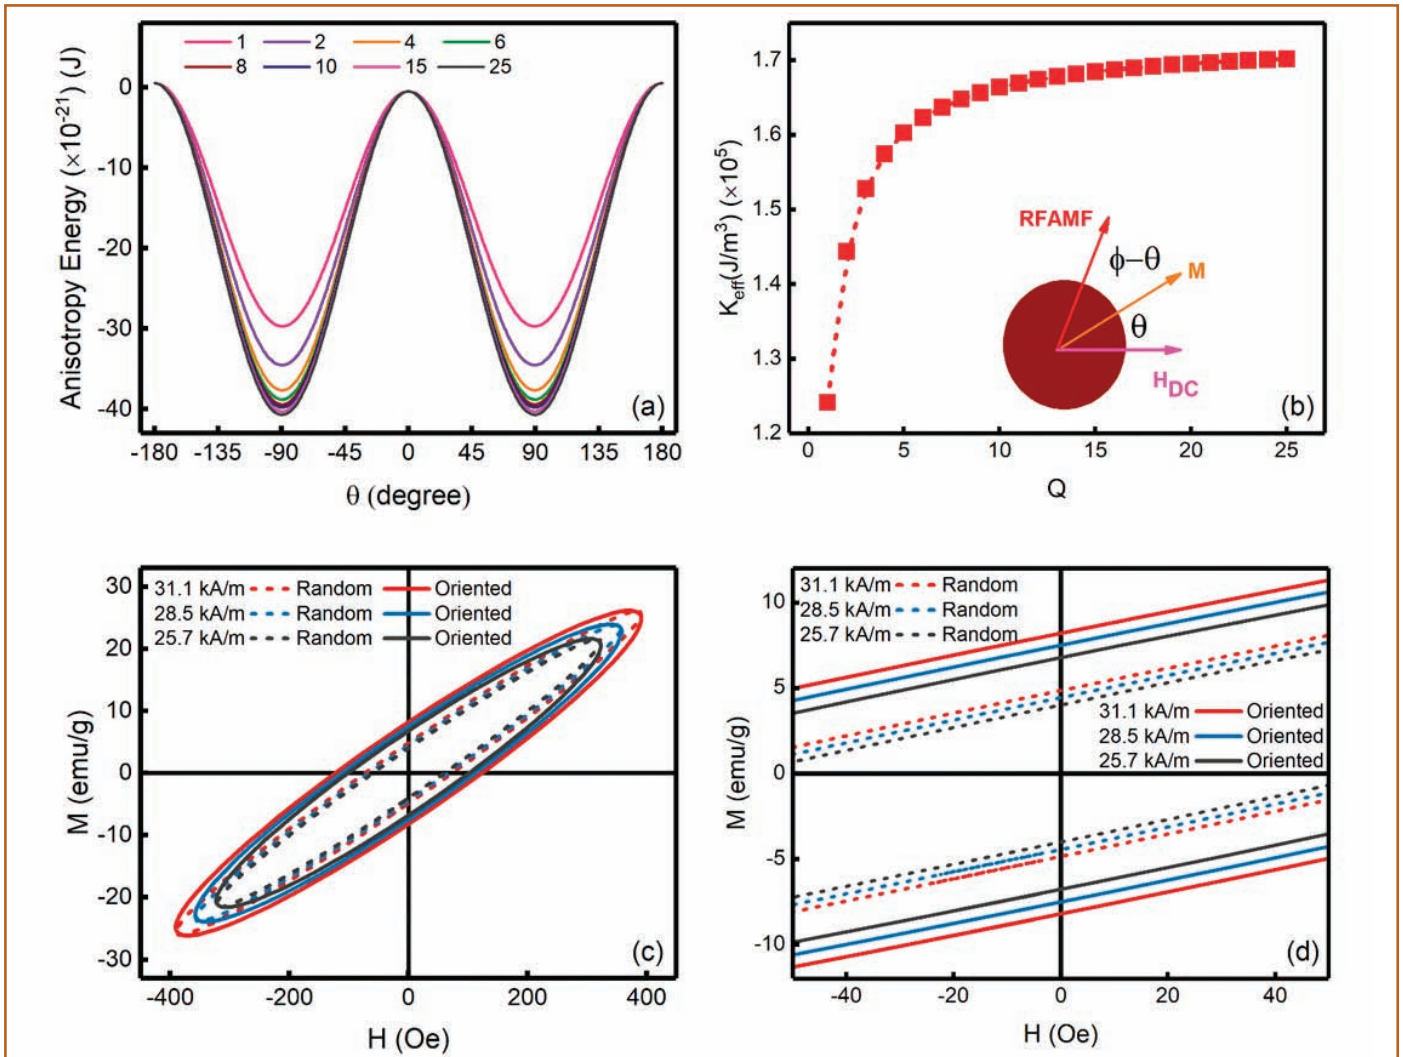 1 2 4 6
8 10 15 25
0
-10
-20
-30
-40
Anisotropy Energy (×10⁻²¹) (J)
(a)
-180 -135 -90 -45 0 45 90 135 180
θ (degree)
1.7
1.6
1.5
1.4
1.3
1.2
K_eff(J/m³) (×10⁵)
RFAMF
ϕ−θ
M
θ
H_DC
(b)
0 5 10 15 20 25
Q
31.1 kA/m Random Oriented
28.5 kA/m Random Oriented
25.7 kA/m Random Oriented
30
20
10
0
-10
-20
-30
M (emu/g)
(c)
-400 -200 0 200 400
H (Oe)
31.1 kA/m Random
28.5 kA/m Random
25.7 kA/m Random
31.1 kA/m Oriented
28.5 kA/m Oriented
25.7 kA/m Oriented
10
5
0
-5
-10
M (emu/g)
(d)
-40 -20 0 20 40
H (Oe)